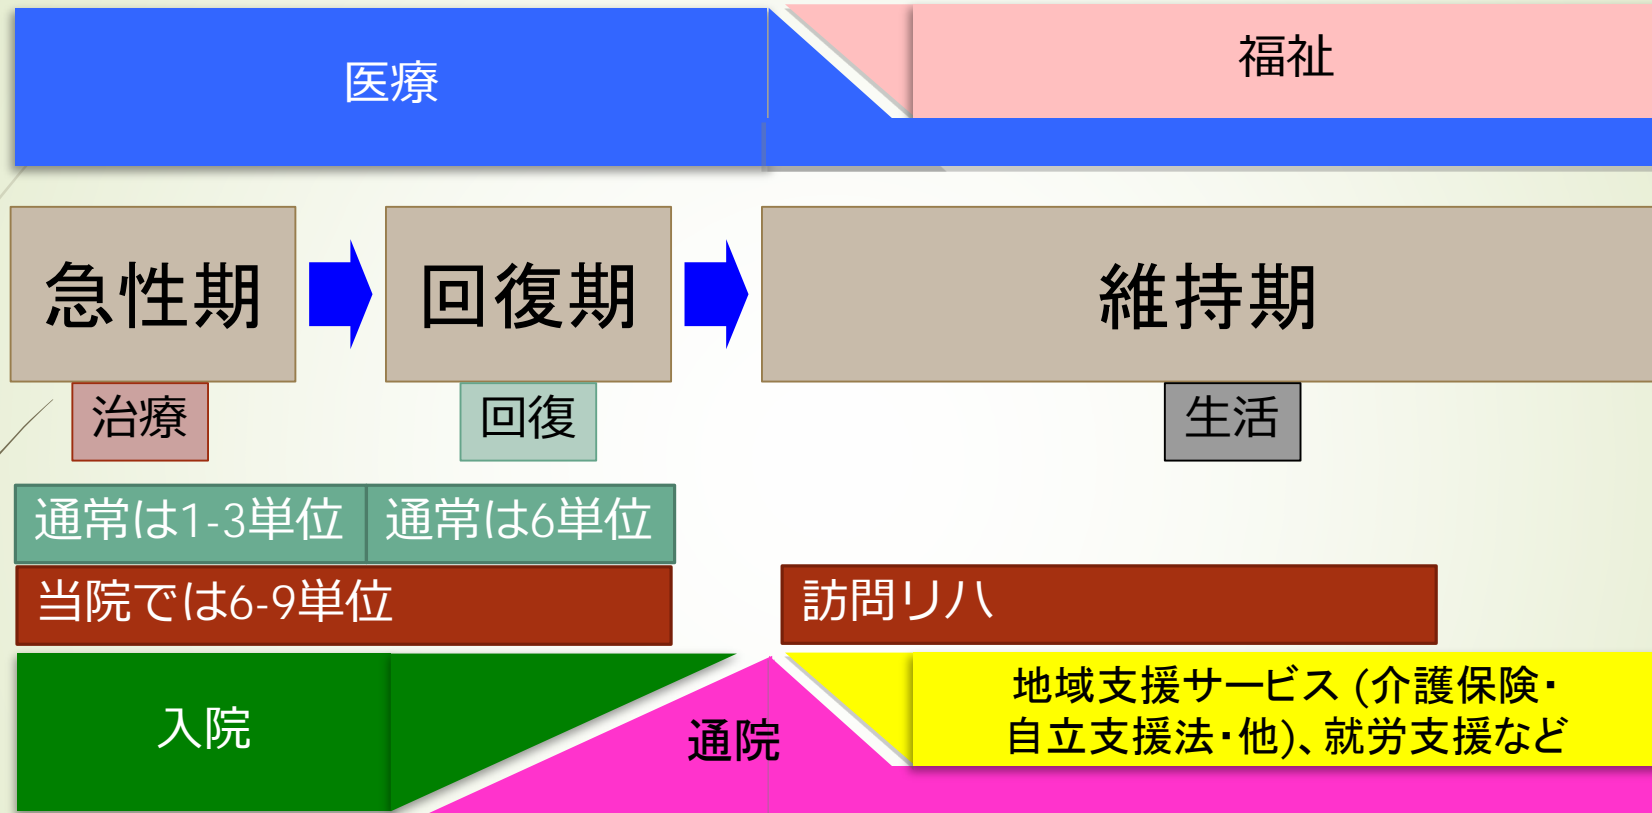 医療
福祉
急性期
回復期
維持期
治療
回復
生活
通常は1-3単位
通常は6単位
当院では6-9単位
訪問リハ
入院
通院
地域支援サービス (介護保険・
自立支援法・他)、就労支援など